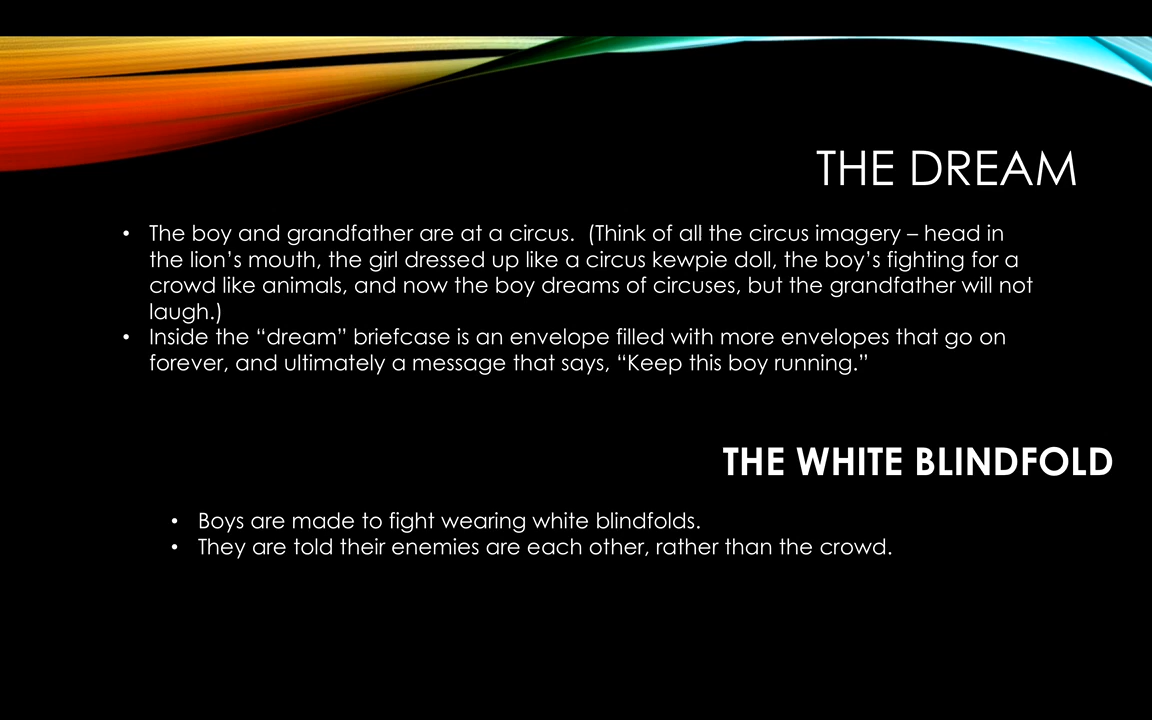 THE DREAM
• The boy and grandfather are at a circus.  (Think of all the circus imagery – head in
the lion’s mouth, the girl dressed up like a circus kewpie doll, the boy’s fighting for a
crowd like animals, and now the boy dreams of circuses, but the grandfather will not
laugh.)
• Inside the “dream” briefcase is an envelope filled with more envelopes that go on
forever, and ultimately a message that says, “Keep this boy running.”
THE WHITE BLINDFOLD
• Boys are made to fight wearing white blindfolds.
• They are told their enemies are each other, rather than the crowd.